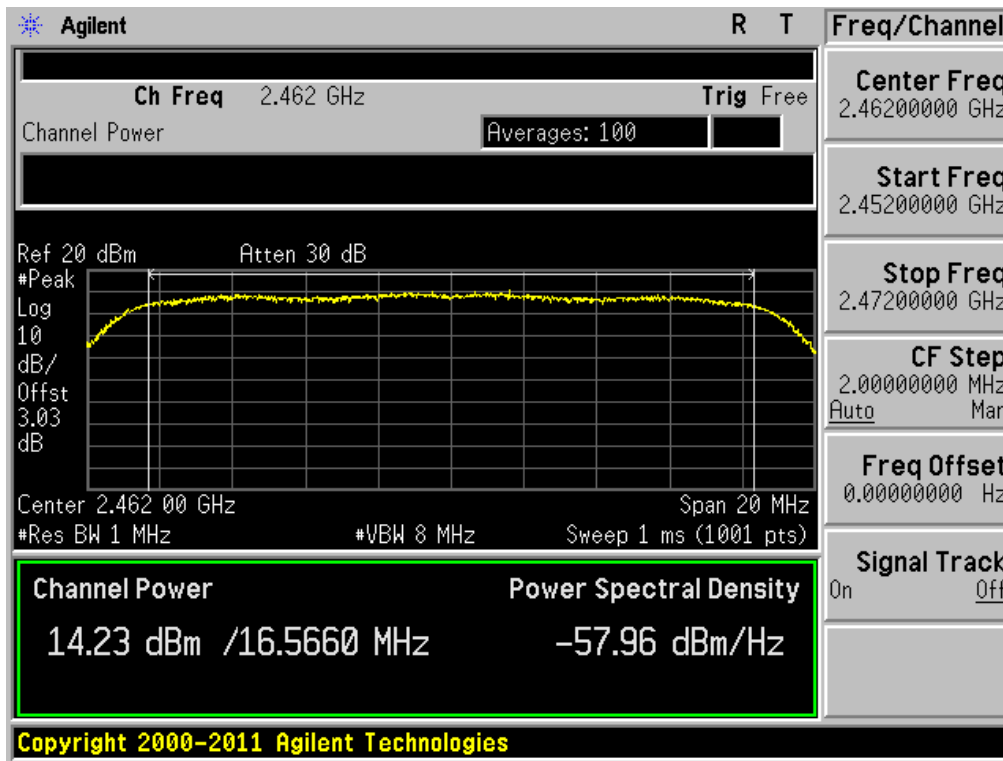 Agilent R T
Ch Freq 2.462 GHz Trig Free
Channel Power Averages: 100
Ref 20 dBm Atten 30 dB
#Peak
Log
10
dB/
Offst
3.03
dB
Center 2.462 00 GHz Span 20 MHz
#Res BW 1 MHz #VBW 8 MHz Sweep 1 ms (1001 pts)
Channel Power Power Spectral Density
14.23 dBm /16.5660 MHz -57.96 dBm/Hz
Copyright 2000-2011 Agilent Technologies
Freq/Channel
Center Freq
2.46200000 GHz
Start Freq
2.45200000 GHz
Stop Freq
2.47200000 GHz
CF Step
2.00000000 MHz
Auto Man
Freq Offset
0.00000000 Hz
Signal Track
On Off